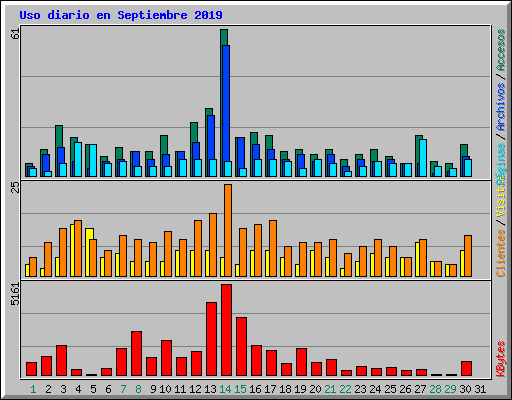 Uso diario en Septiembre 2019
61
25
5161
Accesos / Archivos / Páginas
Clientes / Visitas
KBytes
1 2 3 4 5 6 7 8 9 10 11 12 13 14 15 16 17 18 19 20 21 22 23 24 25 26 27 28 29 30 31